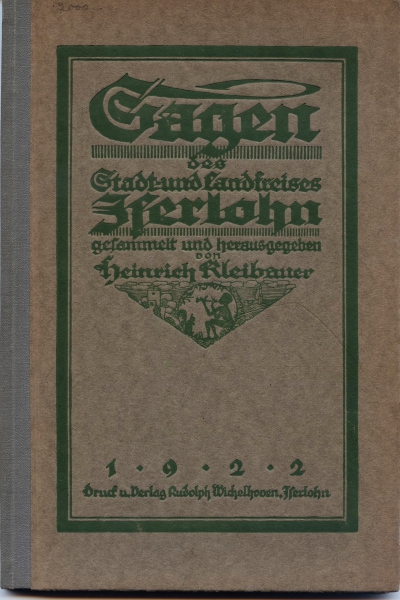 2000.-
Sagen
des
Stadt- und Landkreises
Iserlohn
gesammelt und herausgegeben
von
Heinrich Kleibauer
1 · 9 · 2 · 2
Druck u. Verlag Rudolph Wichelhoven, Iserlohn